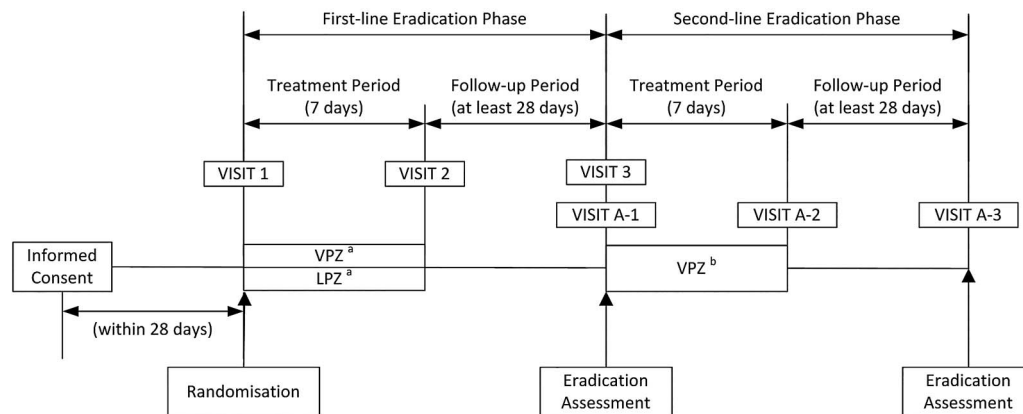 First-line Eradication Phase
Second-line Eradication Phase
Treatment Period
(7 days)
Follow-up Period
(at least 28 days)
Treatment Period
(7 days)
Follow-up Period
(at least 28 days)
VISIT 1
VISIT 2
VISIT 3
VISIT A-1
VISIT A-2
VISIT A-3
Informed
Consent
VPZ a
LPZ a
VPZ b
(within 28 days)
Randomisation
Eradication
Assessment
Eradication
Assessment